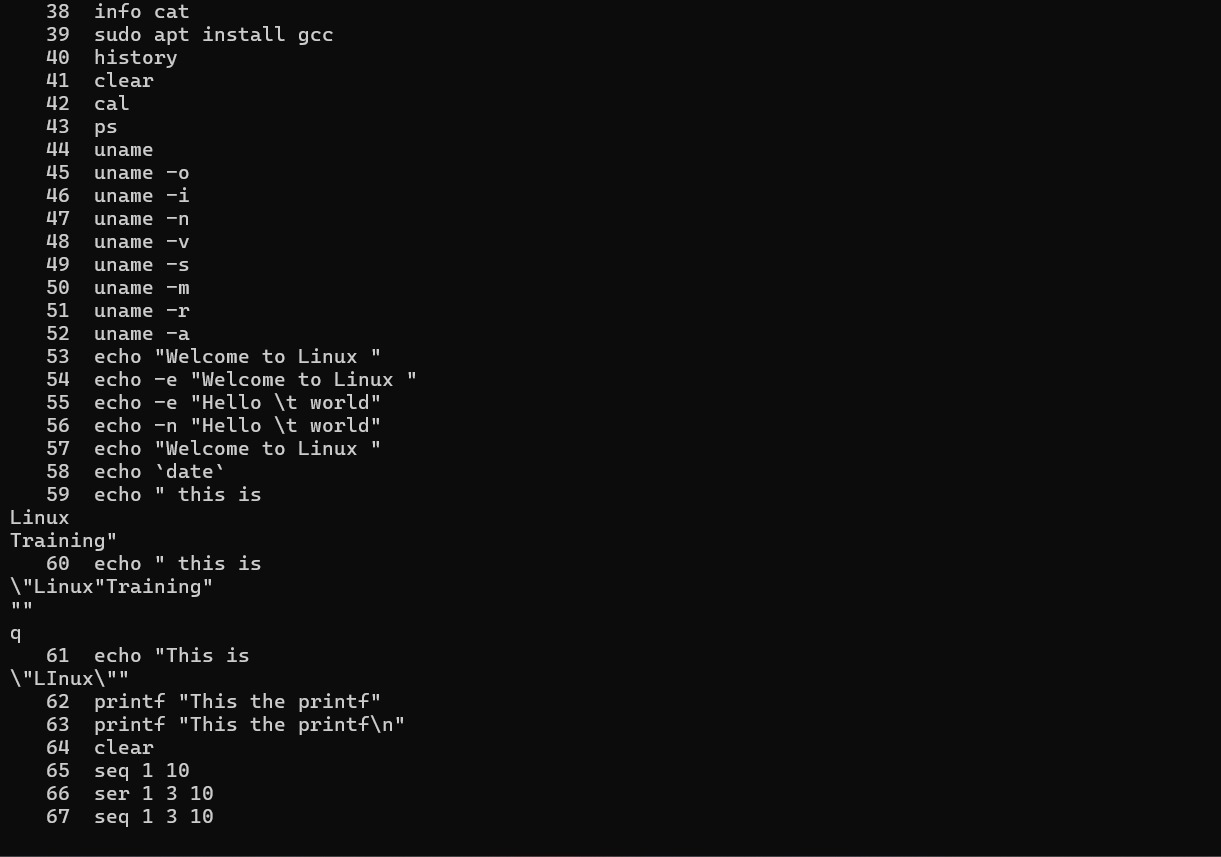 38  info cat
39  sudo apt install gcc
40  history
41  clear
42  cal
43  ps
44  uname
45  uname -o
46  uname -i
47  uname -n
48  uname -v
49  uname -s
50  uname -m
51  uname -r
52  uname -a
53  echo "Welcome to Linux "
54  echo -e "Welcome to Linux "
55  echo -e "Hello \t world"
56  echo -n "Hello \t world"
57  echo "Welcome to Linux "
58  echo `date`
59  echo " this is
Linux
Training"
60  echo " this is
\"Linux"Training"
""
q
61  echo "This is
\"LInux\""
62  printf "This the printf"
63  printf "This the printf\n"
64  clear
65  seq 1 10
66  ser 1 3 10
67  seq 1 3 10